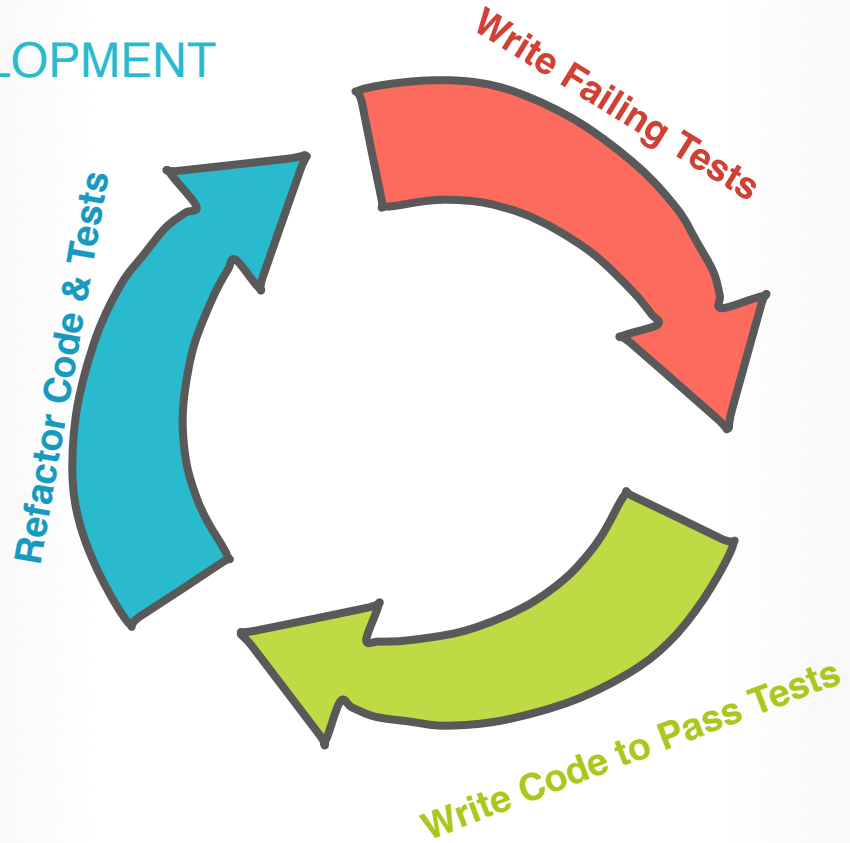 LOPMENT
Write Failing Tests
Write Code to Pass Tests
Refactor Code & Tests